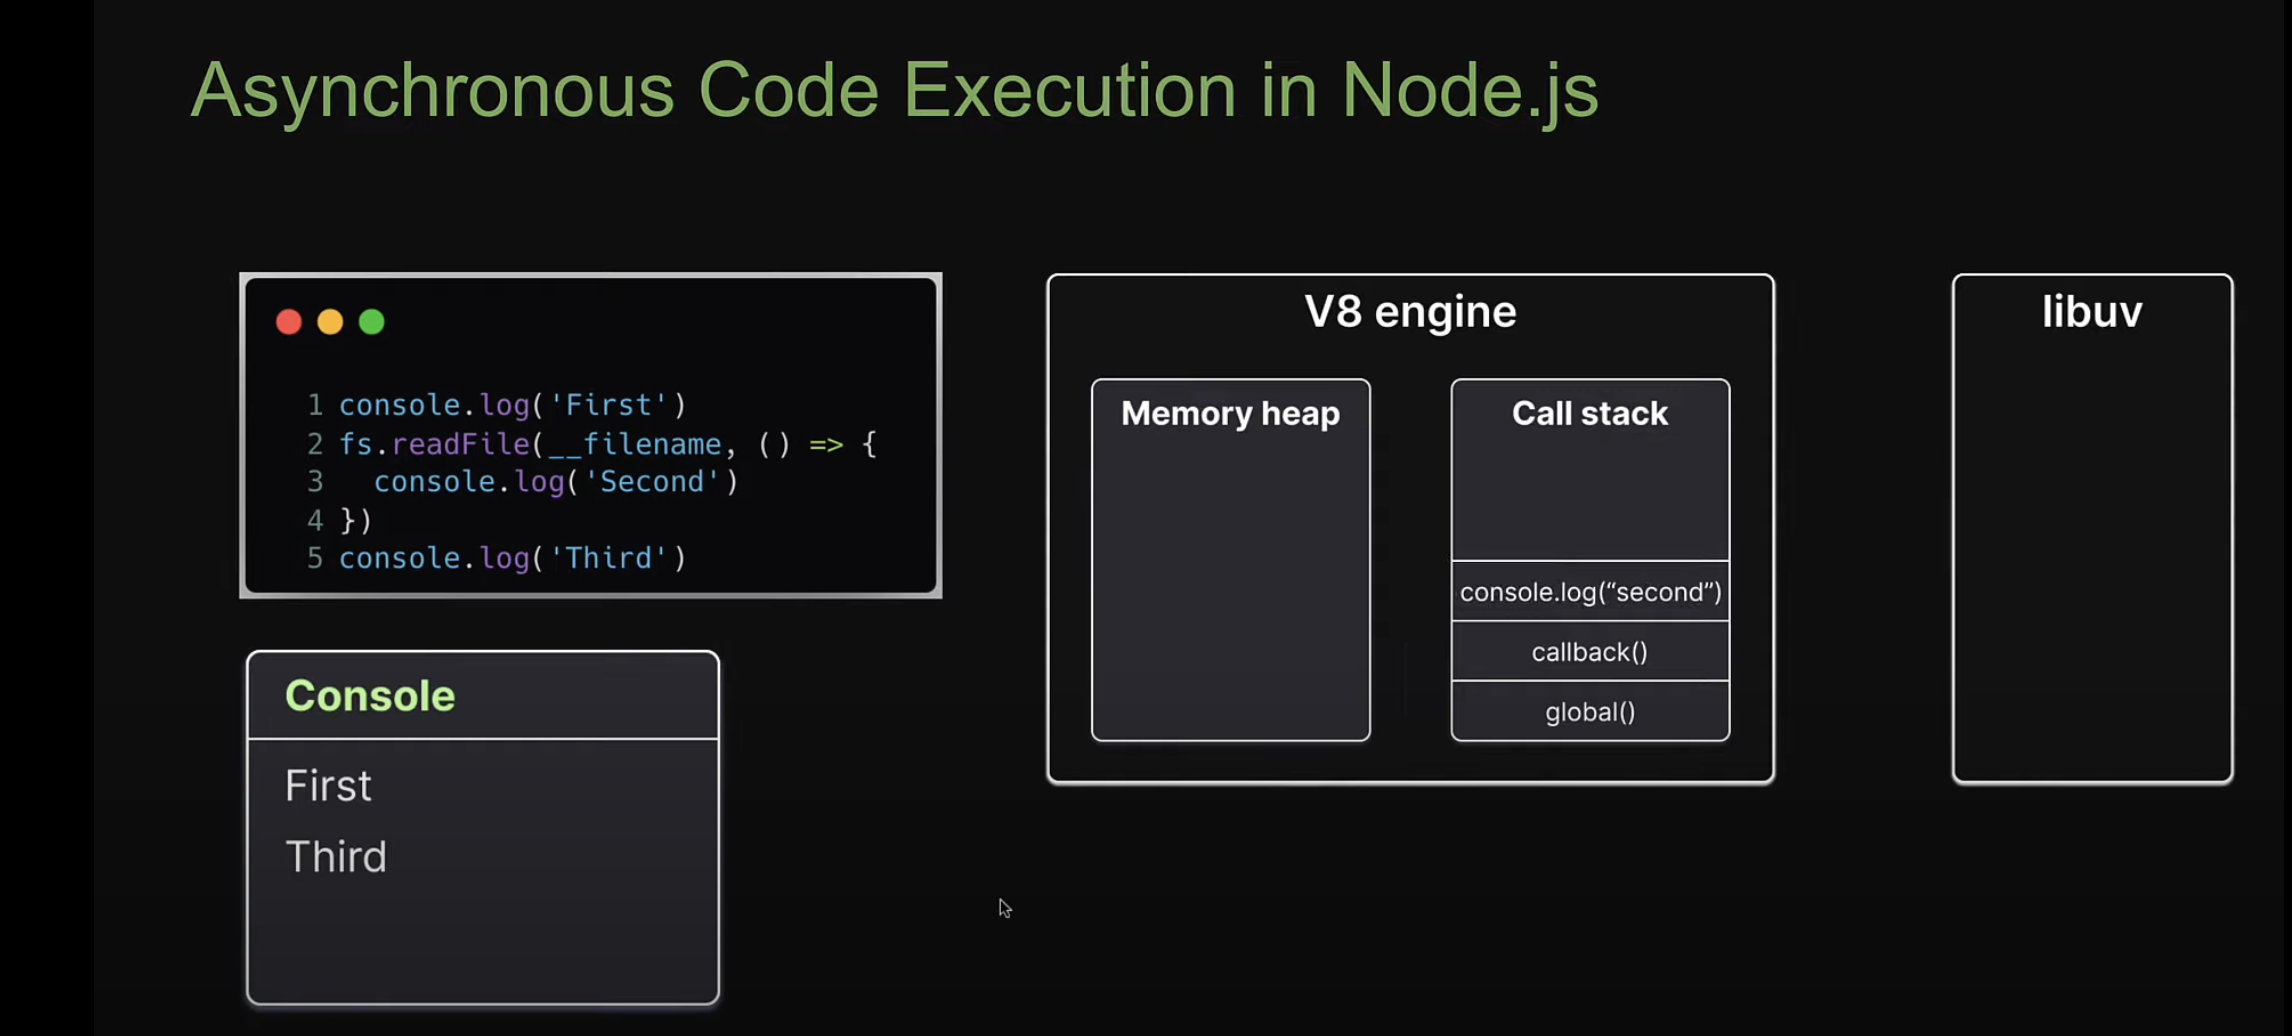 Asynchronous Code Execution in Node.js
1 console.log('First')
2 fs.readFile(__filename, () => {
3   console.log('Second')
4 })
5 console.log('Third')
Console
First
Third
V8 engine
Memory heap
Call stack
console.log(“second”)
callback()
global()
libuv